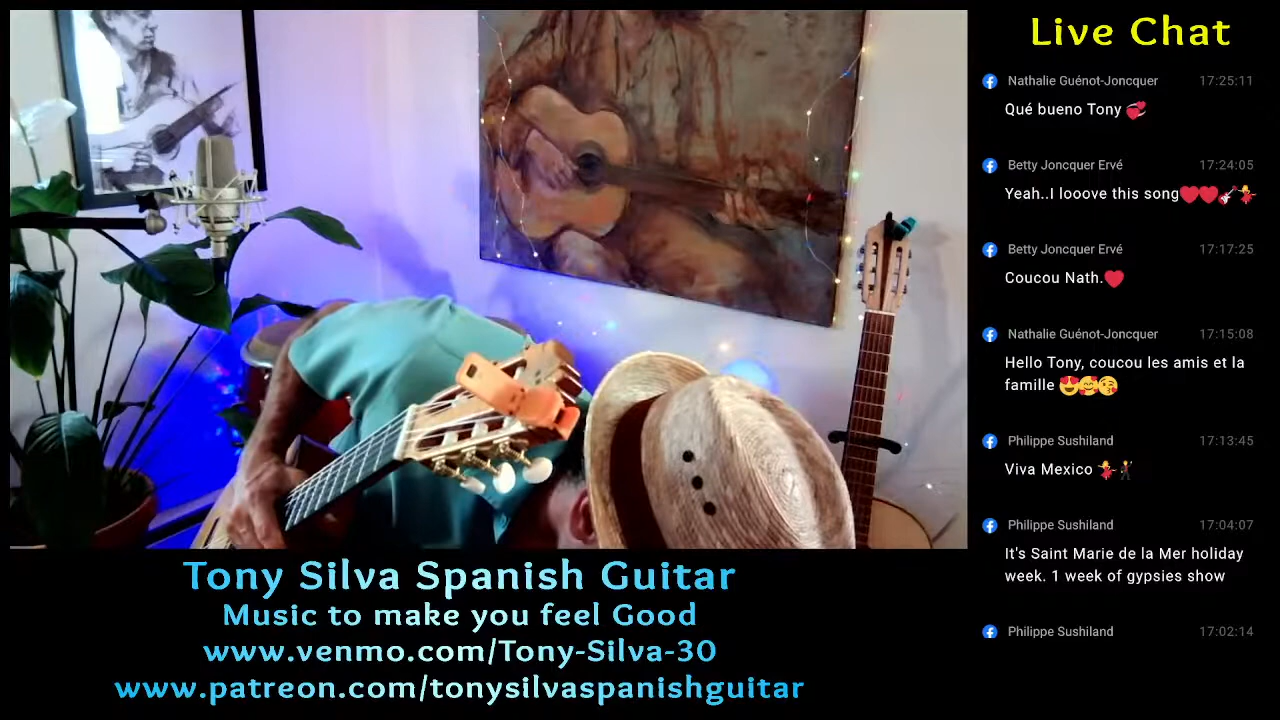 Live Chat
Nathalie Guénot-Joncquer 17:25:11
Qué bueno Tony 💞
Betty Joncquer Ervé 17:24:05
Yeah..I looove this song❤️❤️🎸💃
Betty Joncquer Ervé 17:17:25
Coucou Nath.❤️
Nathalie Guénot-Joncquer 17:15:08
Hello Tony, coucou les amis et la
famille 😍🥰😘
Philippe Sushiland 17:13:45
Viva Mexico 💃🕺
Philippe Sushiland 17:04:07
It's Saint Marie de la Mer holiday
week. 1 week of gypsies show
Philippe Sushiland 17:02:14
Tony Silva Spanish Guitar
Music to make you feel Good
www.venmo.com/Tony-Silva-30
www.patreon.com/tonysilvaspanishguitar